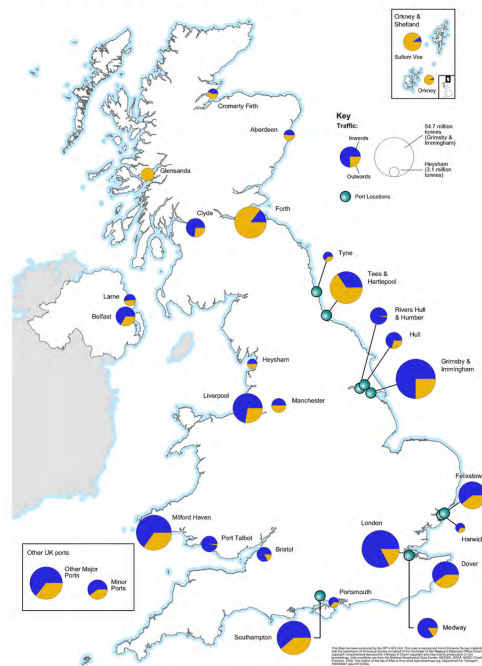 Orkney &
Shetland
Sullom Voe
Orkney
Cromarty Firth
Aberdeen
Key
Traffic:
Inwards
Outwards
54.7 million
tonnes
(Grimsby &
Immingham)
Heysham
(3.1 million
tonnes)
Port Locations
Glensanda
Clyde
Forth
Tyne
Tees &
Hartlepool
Larne
Belfast
Rivers Hull
& Humber
Hull
Heysham
Grimsby &
Immingham
Liverpool
Manchester
Felixstow
Milford Haven
Port Talbot
Bristol
London
Harwich
Dover
Other UK ports
Other Major
Ports
Minor
Ports
Portsmouth
Southampton
Medway